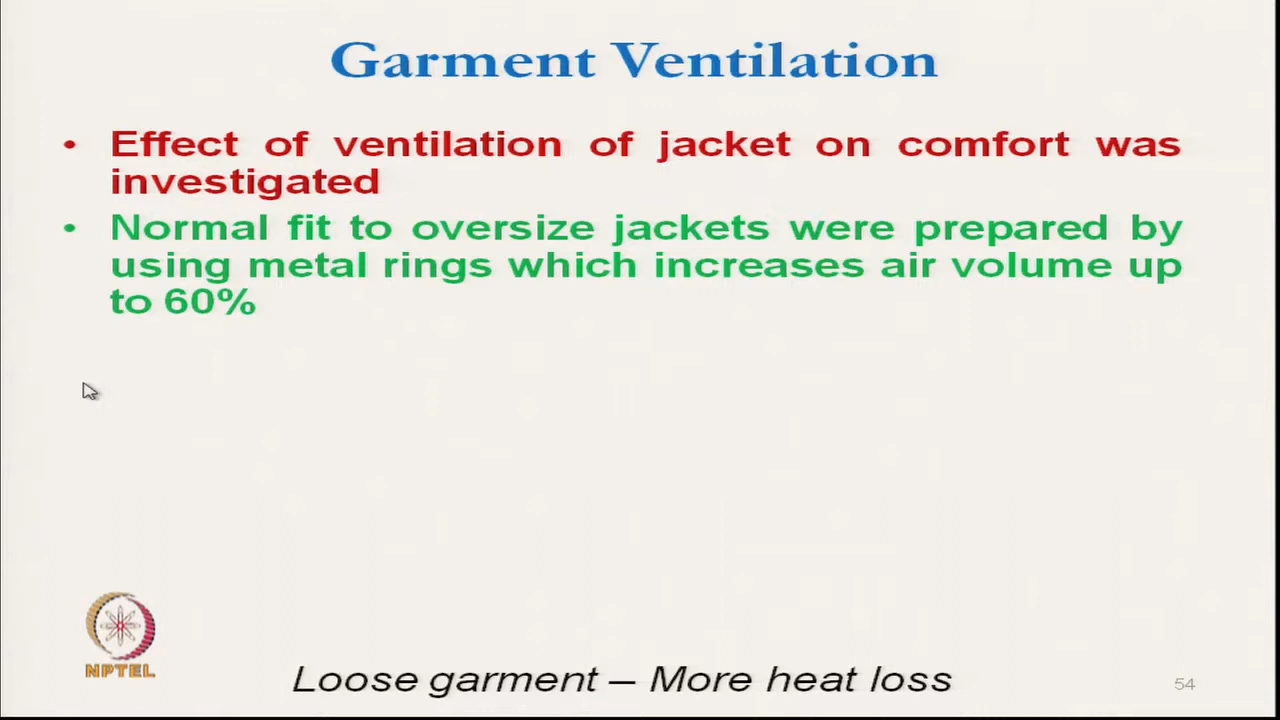 Garment Ventilation
• Effect of ventilation of jacket on comfort was
investigated
• Normal fit to oversize jackets were prepared by
using metal rings which increases air volume up
to 60%
NPTEL
Loose garment – More heat loss
54